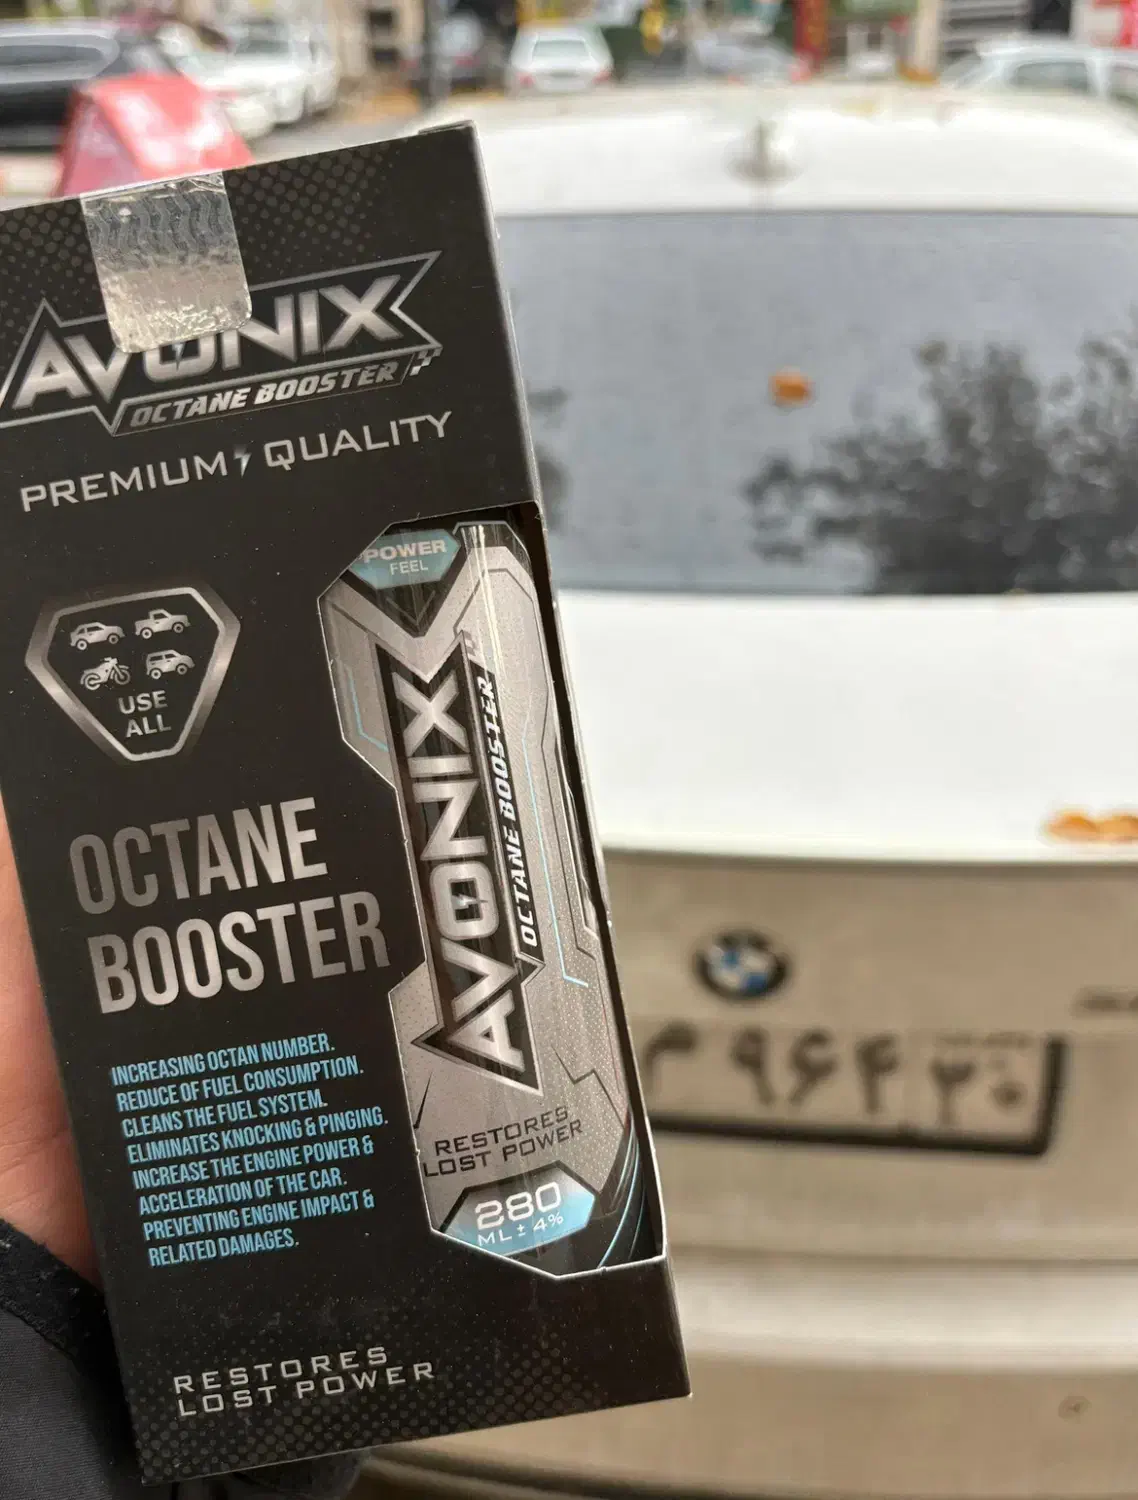 AVONIX
OCTANE BOOSTER
PREMIUM QUALITY
USE
ALL
OCTANE
BOOSTER
INCREASING OCTAN NUMBER.
REDUCE OF FUEL CONSUMPTION.
CLEANS THE FUEL SYSTEM.
ELIMINATES KNOCKING & PINGING.
INCREASE THE ENGINE POWER &
ACCELERATION OF THE CAR.
PREVENTING ENGINE IMPACT &
RELATED DAMAGES.
RESTORES
LOST POWER
POWER
FEEL
AVONIX
OCTANE BOOSTER
RESTORES
LOST POWER
280
ML ± 4%